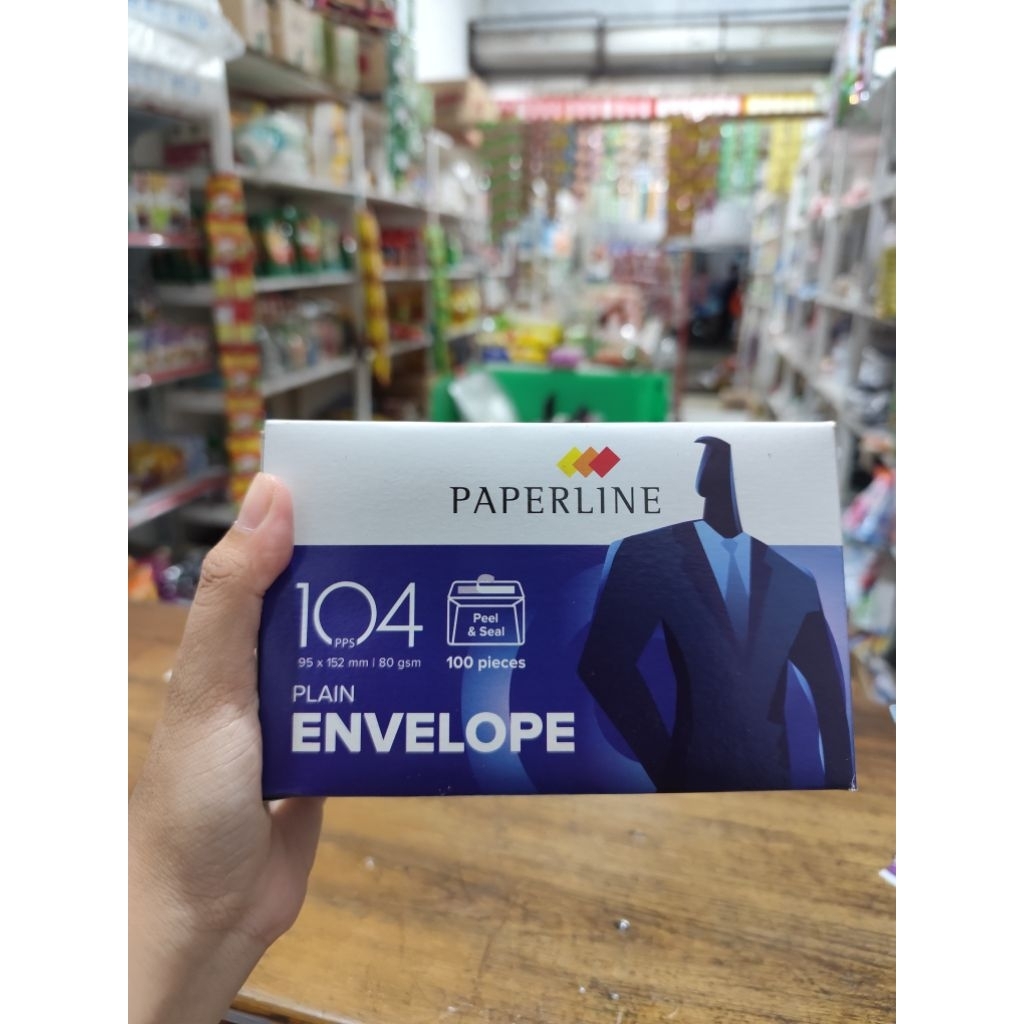 PAPERLINE
104
PPS
95 x 152 mm | 80 gsm
Peel
& Seal
100 pieces
PLAIN
ENVELOPE